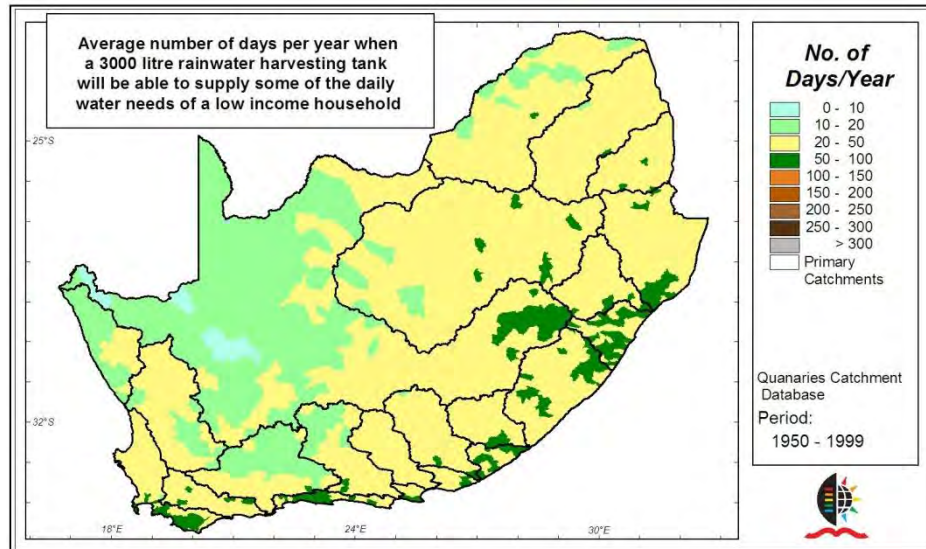 Average number of days per year when
a 3000 litre rainwater harvesting tank
will be able to supply some of the daily
water needs of a low income household
No. of
Days/Year
0 - 10
10 - 20
20 - 50
50 - 100
100 - 150
150 - 200
200 - 250
250 - 300
> 300
Primary
Catchments
25°S
Quanaries Catchment
Database
Period:
1950 - 1999
32°S
18°E
24°E
30°E